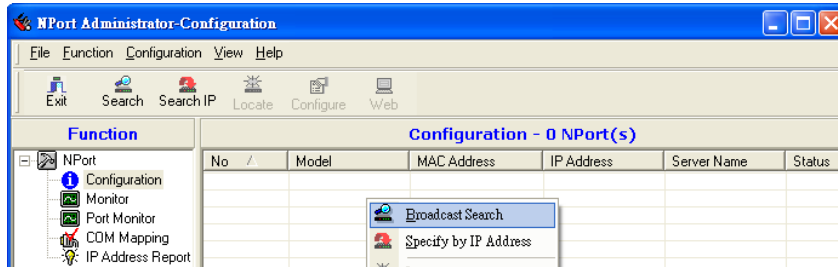 NPort Administrator-Configuration
File Function Configuration View Help
Exit Search Search IP Locate Configure Web
Function
Configuration - 0 NPort(s)
NPort
Configuration
Monitor
Port Monitor
COM Mapping
IP Address Report
No Model MAC Address IP Address Server Name Status
Broadcast Search
Specify by IP Address